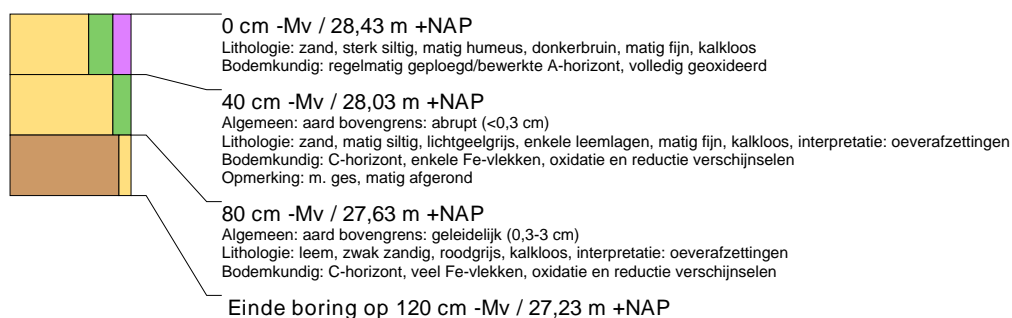 0 cm -Mv / 28,43 m +NAP
Lithologie: zand, sterk siltig, matig humeus, donkerbruin, matig fijn, kalkloos
Bodemkundig: regelmatig geploegd/bewerkte A-horizont, volledig geoxideerd
40 cm -Mv / 28,03 m +NAP
Algemeen: aard bovengrens: abrupt (<0,3 cm)
Lithologie: zand, matig siltig, lichtgeelgrijs, enkele leemlagen, matig fijn, kalkloos, interpretatie: oeverafzettingen
Bodemkundig: C-horizont, enkele Fe-vlekken, oxidatie en reductie verschijnselen
Opmerking: m. ges, matig afgerond
80 cm -Mv / 27,63 m +NAP
Algemeen: aard bovengrens: geleidelijk (0,3-3 cm)
Lithologie: leem, zwak zandig, roodgrijs, kalkloos, interpretatie: oeverafzettingen
Bodemkundig: C-horizont, veel Fe-vlekken, oxidatie en reductie verschijnselen
Einde boring op 120 cm -Mv / 27,23 m +NAP